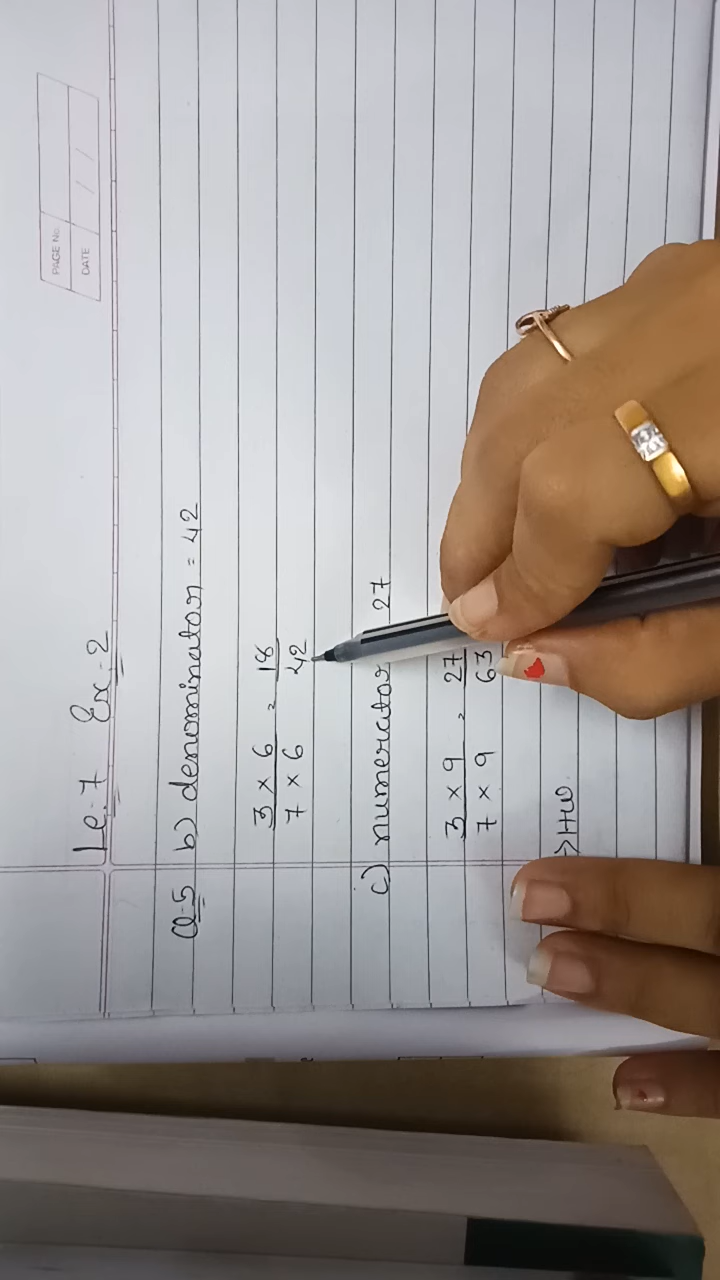 PAGE No.
DATE / /
Le-7 Ex-2
Q-5 b) denominator = 42
3 × 6 = 18
7 × 6 42
c) numerator 27
3 × 9 = 27
7 × 9 63
→ HW.